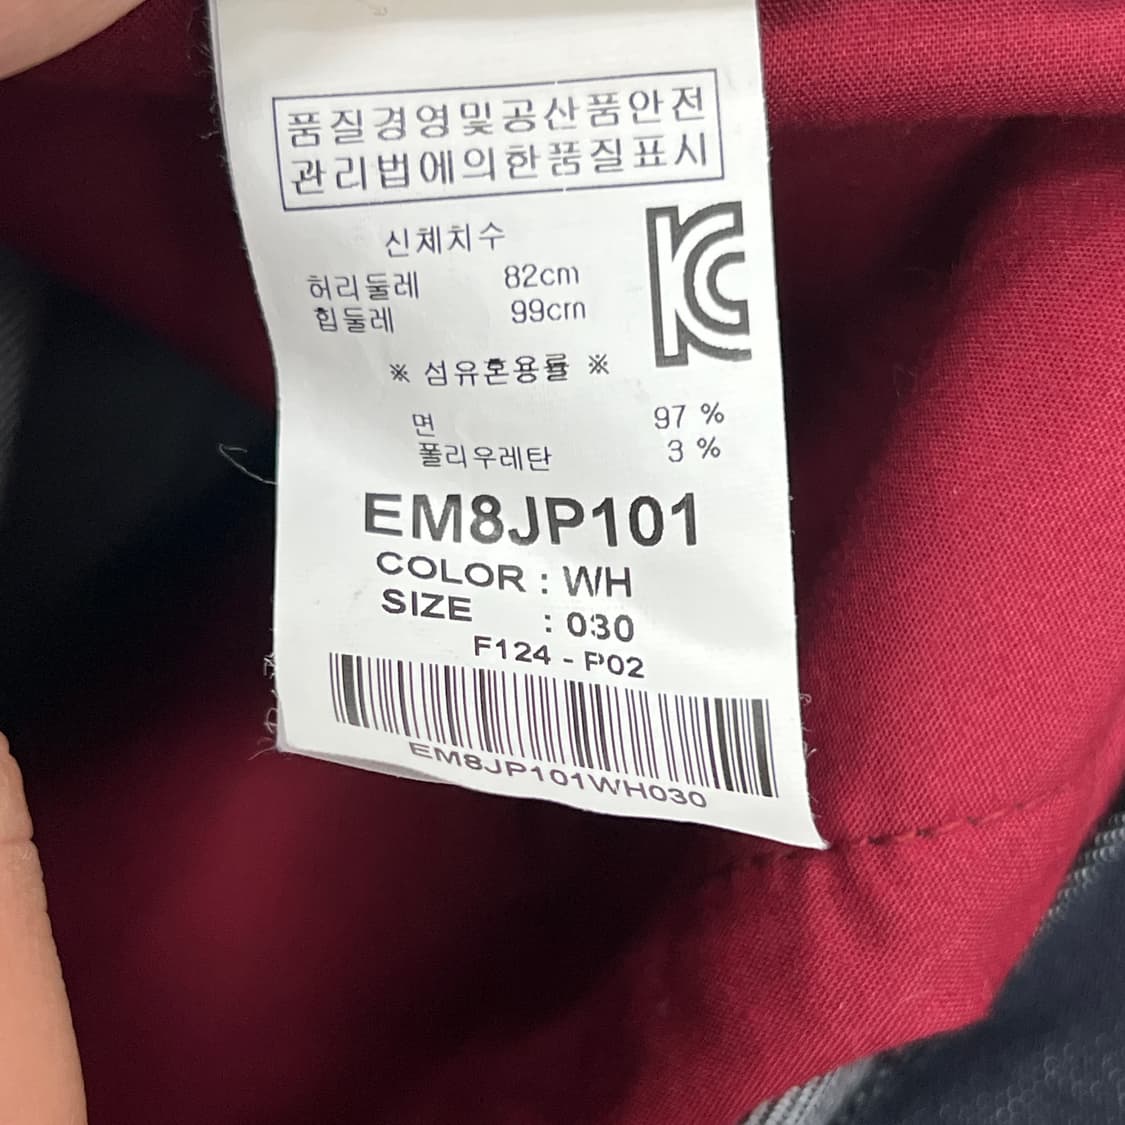 품질경영및공산품안전
관리법에의한품질표시
신체치수
허리둘레 82cm
힙둘레 99cm
※ 섬유혼용률 ※
면 97 %
폴리우레탄 3 %
EM8JP101
COLOR : WH
SIZE : 030
F124 - P02
EM8JP101WH030